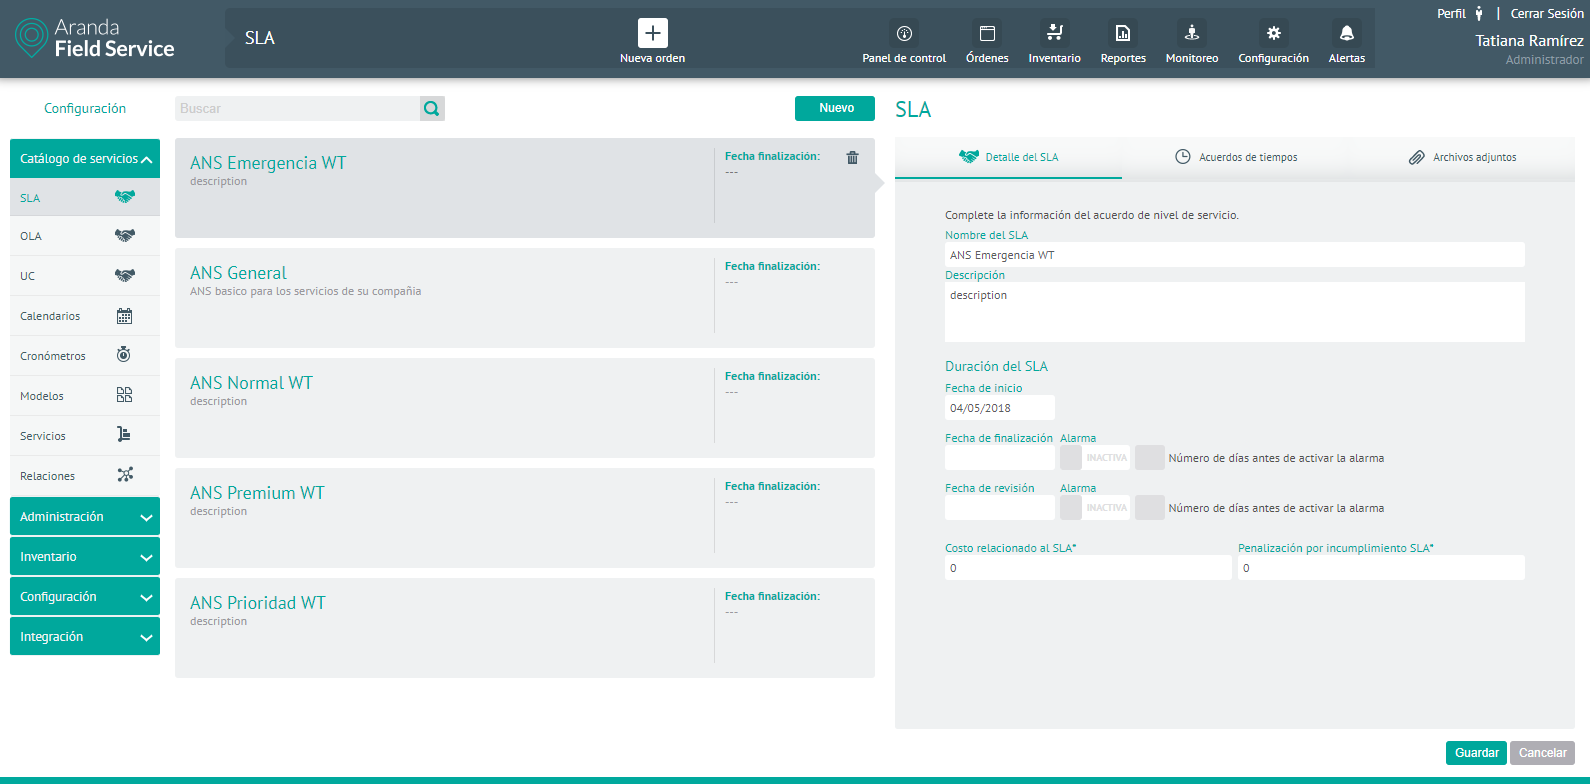 Aranda
Field Service
SLA
Nueva orden
Panel de control
Órdenes
Inventario
Reportes
Monitoreo
Configuración
Alertas
Perfil | Cerrar Sesión
Tatiana Ramírez
Administrador
Configuración
Catálogo de servicios
SLA
OLA
UC
Calendarios
Cronómetros
Modelos
Servicios
Relaciones
Administración
Inventario
Configuración
Integración
Buscar
Nuevo
ANS Emergencia WT
description
Fecha finalización:
---
ANS General
ANS basico para los servicios de su compañia
Fecha finalización:
---
ANS Normal WT
description
Fecha finalización:
---
ANS Premium WT
description
Fecha finalización:
---
ANS Prioridad WT
description
Fecha finalización:
---
SLA
Detalle del SLA
Acuerdos de tiempos
Archivos adjuntos
Complete la información del acuerdo de nivel de servicio.
Nombre del SLA
ANS Emergencia WT
Descripción
description
Duración del SLA
Fecha de inicio
04/05/2018
Fecha de finalización Alarma
INACTIVA Número de días antes de activar la alarma
Fecha de revisión Alarma
INACTIVA Número de días antes de activar la alarma
Costo relacionado al SLA* Penalización por incumplimiento SLA*
0 0
Guardar Cancelar